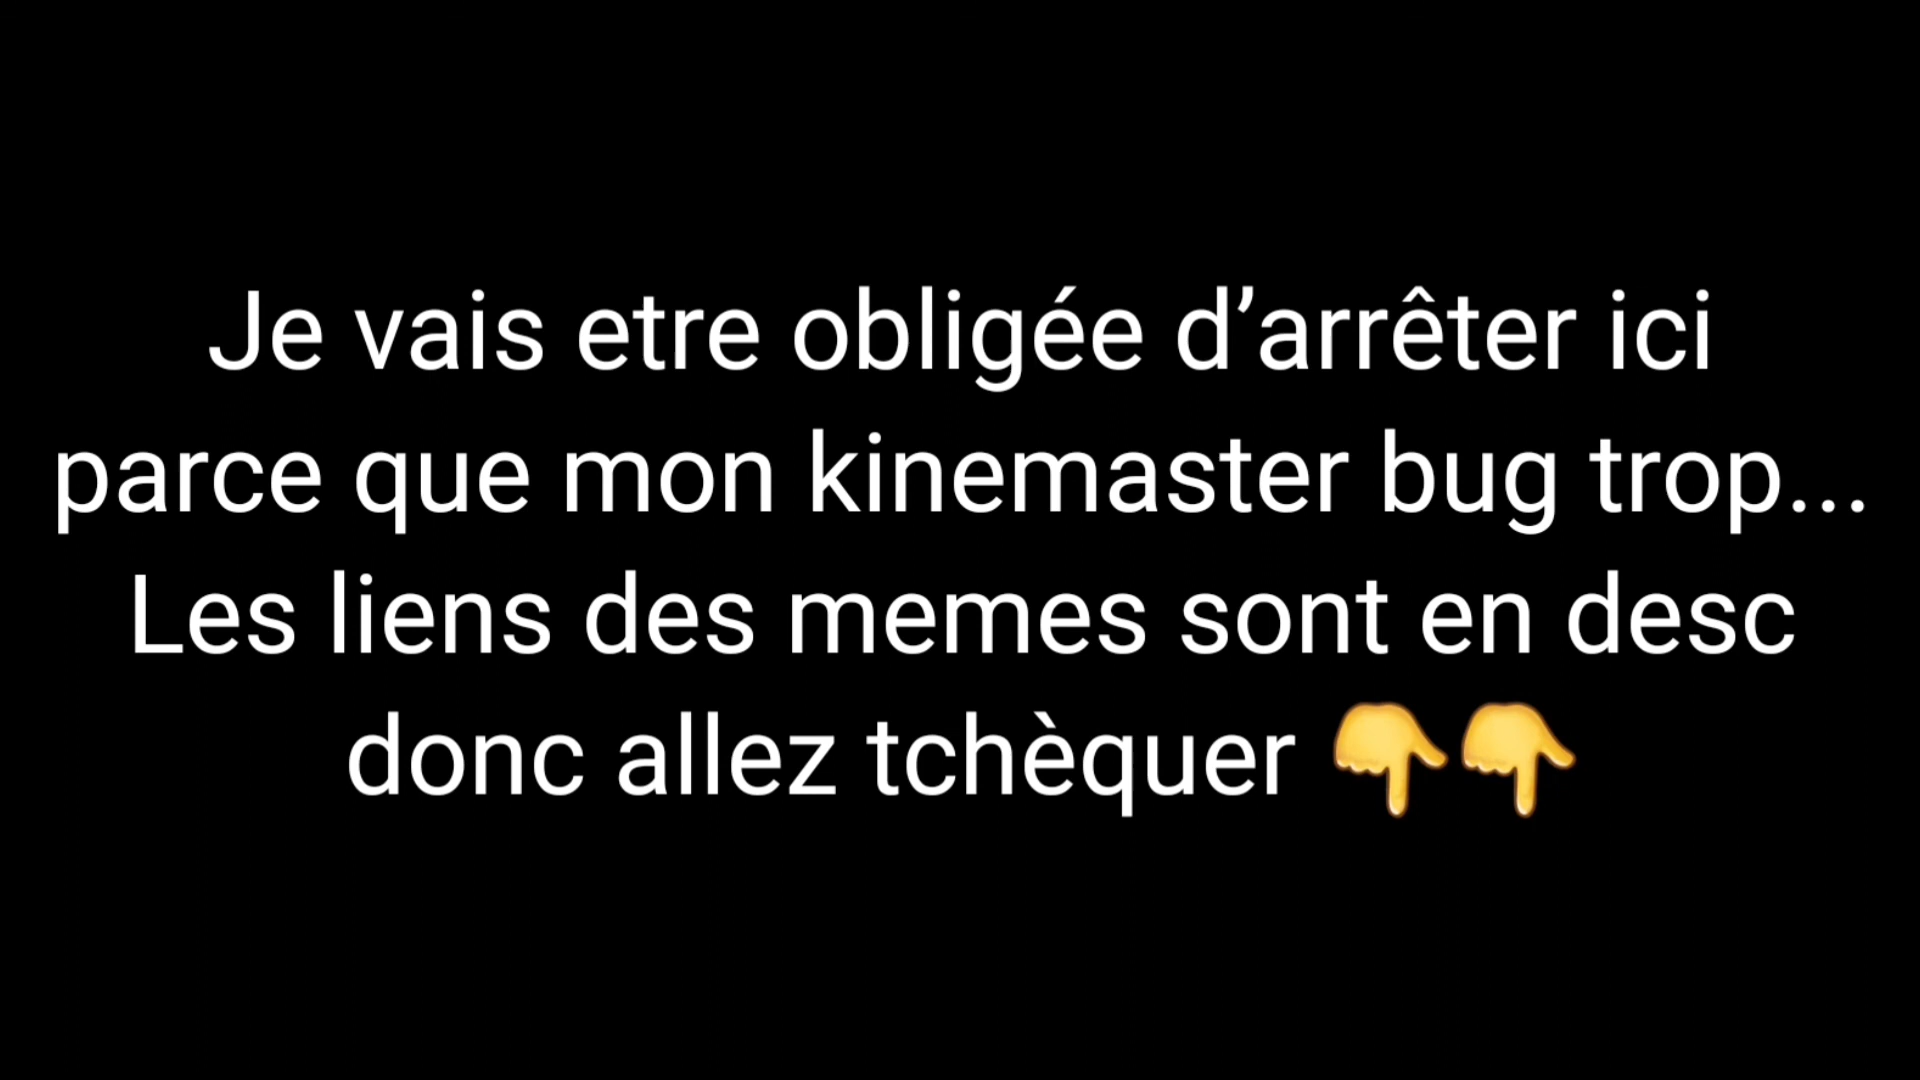 Je vais etre obligée d’arrêter ici
parce que mon kinemaster bug trop...
Les liens des memes sont en desc
donc allez tchèquer 👇👇